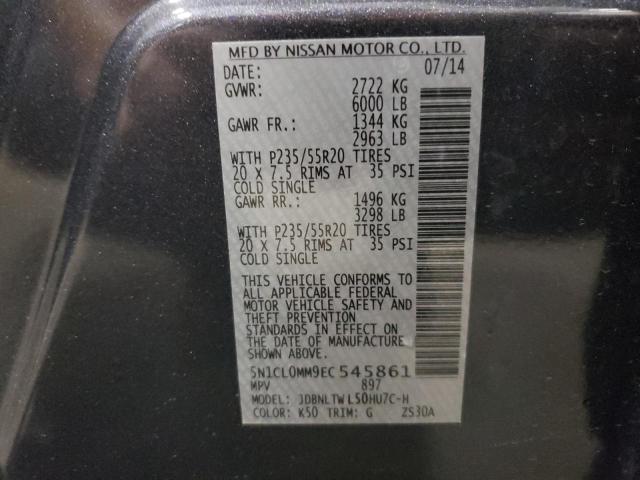 MFD BY NISSAN MOTOR CO., LTD.
DATE: 07/14
GVWR: 2722 KG
6000 LB
GAWR FR.: 1344 KG
2963 LB
WITH P235/55R20 TIRES
20 X 7.5 RIMS AT 35 PSI
COLD SINGLE
GAWR RR.: 1496 KG
3298 LB
WITH P235/55R20 TIRES
20 X 7.5 RIMS AT 35 PSI
COLD SINGLE
THIS VEHICLE CONFORMS TO
ALL APPLICABLE FEDERAL
MOTOR VEHICLE SAFETY AND
THEFT PREVENTION
STANDARDS IN EFFECT ON
THE DATE OF MANUFACTURE
SHOWN ABOVE.
5N1CL0MM9EC 545861
MPV 897
MODEL: JDBNLTW L50HU7C-H
COLOR: K50 TRIM: G ZS30A